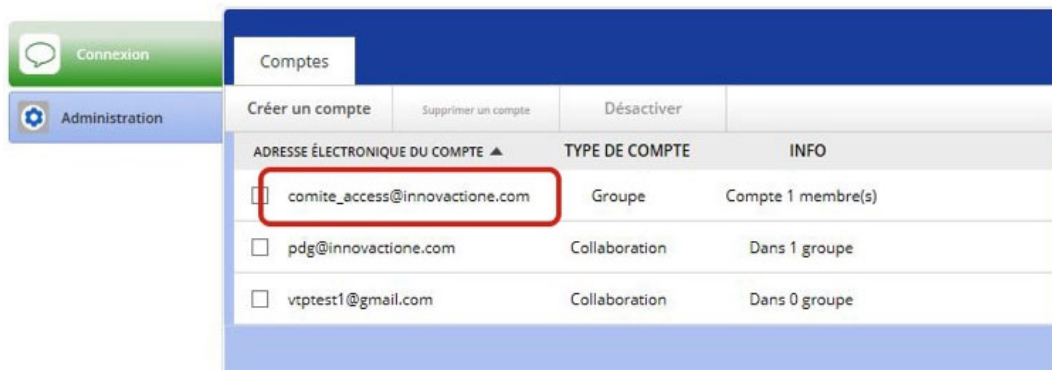 Connexion
Administration
Comptes
Créer un compte Supprimer un compte Désactiver
ADRESSE ÉLECTRONIQUE DU COMPTE ▲ TYPE DE COMPTE INFO
comite_access@innovactione.com Groupe Compte 1 membre(s)
pdg@innovactione.com Collaboration Dans 1 groupe
vtptest1@gmail.com Collaboration Dans 0 groupe